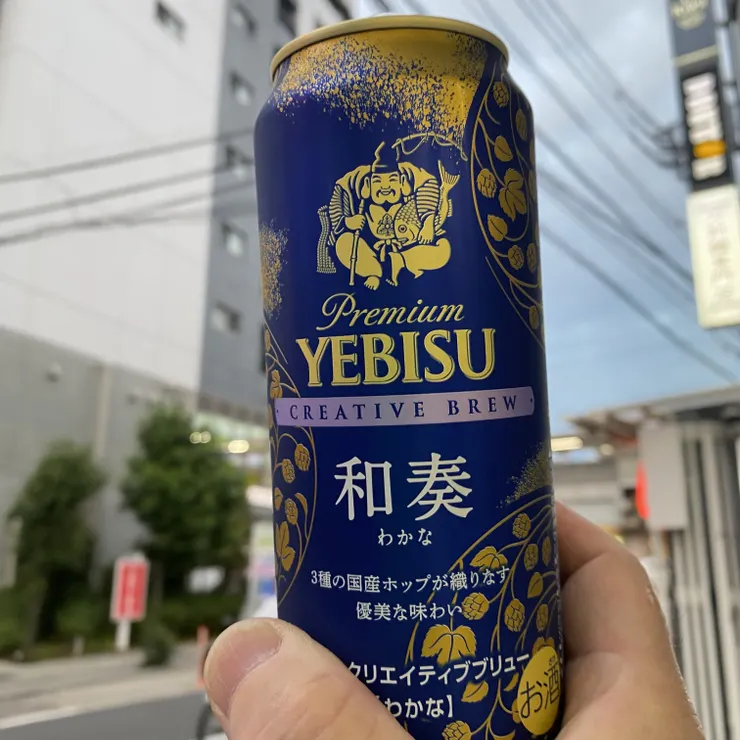 Premium
YEBISU
CREATIVE BREW
和奏
わかな
3種の国産ホップが織りなす
優美な味わい
クリエイティブブリュー
わかな】
お酒
YEBISU